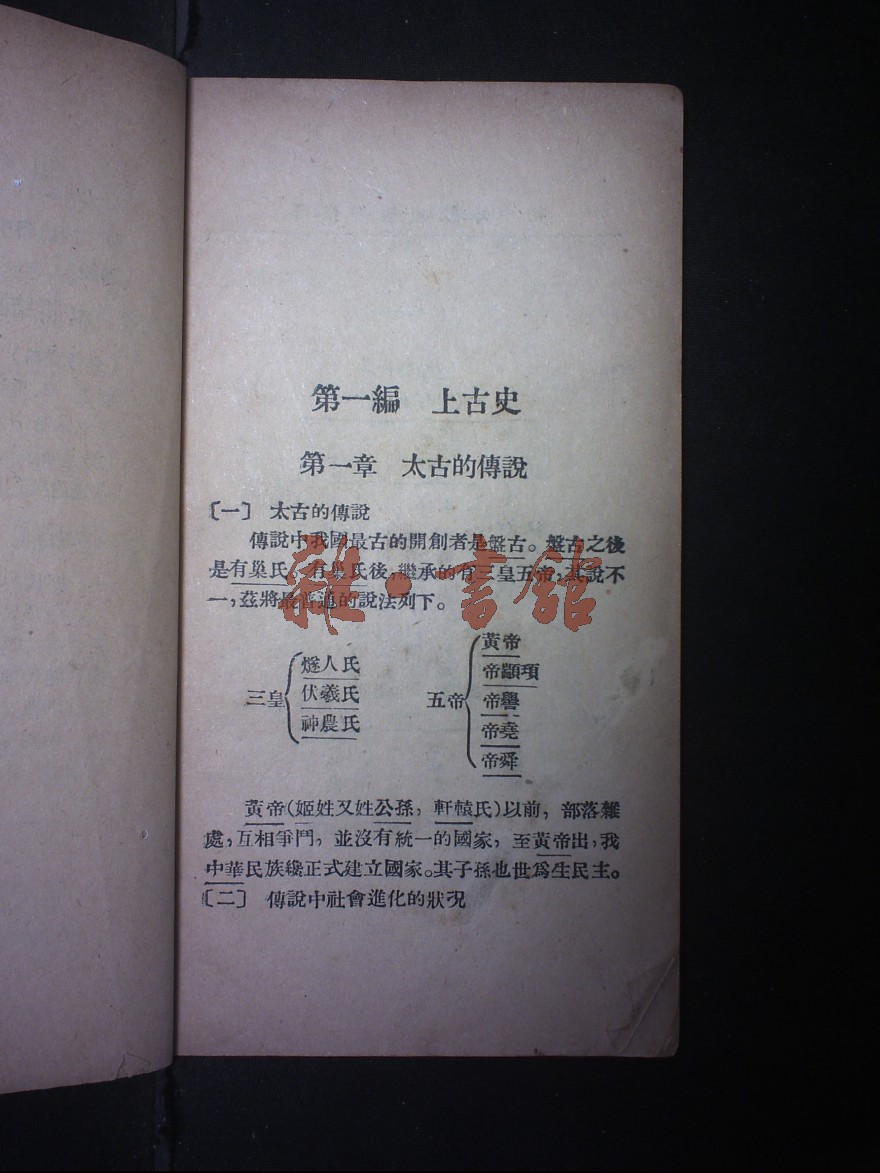 第一編　上古史
第一章　太古的傳說
〔一〕　太古的傳說
傳說中我國最古的開創者是盤古。盤古之後
是有巢氏，有巢氏後，繼承的有三皇五帝，其說不
一，茲將最普通的說法列下。
三皇
燧人氏
伏羲氏
神農氏
五帝
黃帝
帝顓頊
帝嚳
帝堯
帝舜
黃帝（姬姓又姓公孫，軒轅氏）以前，部落雜
處，互相爭鬥，並沒有統一的國家，至黃帝出，我
中華民族纔正式建立國家。其子孫也世爲生民主。
〔二〕　傳說中社會進化的狀況
雜·書館